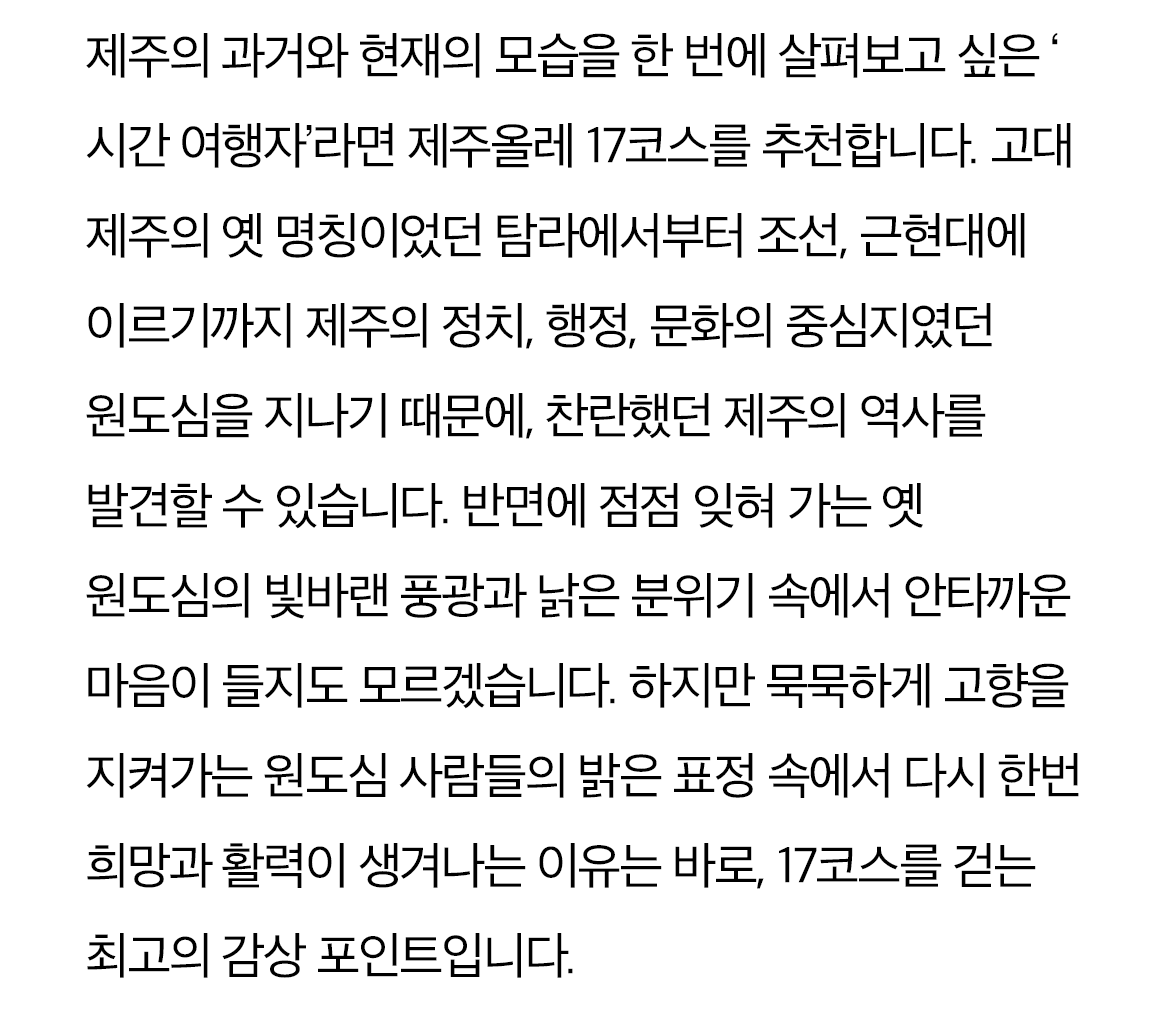 제주의 과거와 현재의 모습을 한 번에 살펴보고 싶은 ‘
시간 여행자’라면 제주올레 17코스를 추천합니다. 고대
제주의 옛 명칭이었던 탐라에서부터 조선, 근현대에
이르기까지 제주의 정치, 행정, 문화의 중심지였던
원도심을 지나기 때문에, 찬란했던 제주의 역사를
발견할 수 있습니다. 반면에 점점 잊혀 가는 옛
원도심의 빛바랜 풍광과 낡은 분위기 속에서 안타까운
마음이 들지도 모르겠습니다. 하지만 묵묵하게 고향을
지켜가는 원도심 사람들의 밝은 표정 속에서 다시 한번
희망과 활력이 생겨나는 이유는 바로, 17코스를 걷는
최고의 감상 포인트입니다.